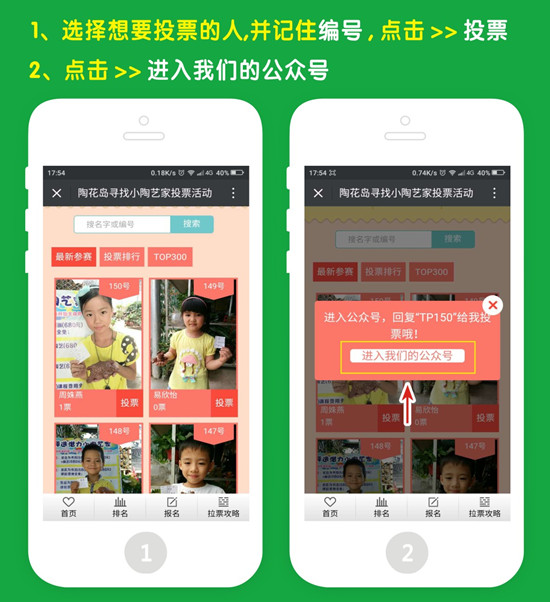 1、选择想要投票的人,并记住编号,点击>>投票
2、点击>>进入我们的公众号
17:54
0.18K/s 4G 40%
陶花岛寻找小陶艺家投票活动
搜名字或编号 搜索
最新参赛 投票排行 TOP300
150号 149号
周姝燕 易欣怡
1票 投票 0票 投票
148号 147号
首页 排名 报名 拉票攻略
1
17:54
0.74K/s 4G 40%
陶花岛寻找小陶艺家投票活动
搜名字或编号 搜索
最新参赛 投票排行 TOP300
进入公众号，回复“TP150”给我投
票哦！
进入我们的公众号
周姝燕 易欣怡
1票 投票 0票 投票
148号 147号
首页 排名 报名 拉票攻略
2